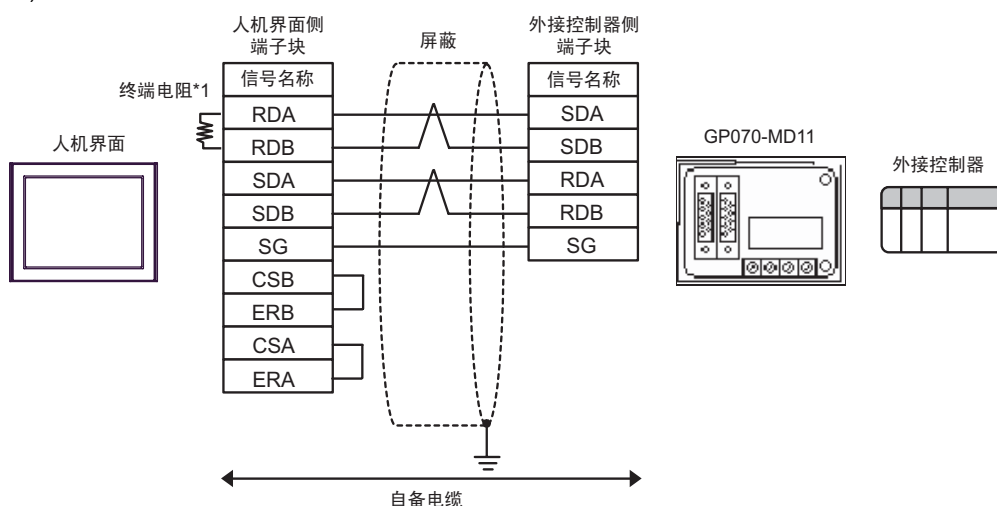 人机界面侧
端子块
屏蔽
外接控制器侧
端子块
终端电阻*1
信号名称
信号名称
RDA
SDA
RDB
SDB
SDA
RDA
SDB
RDB
SG
SG
CSB
ERB
CSA
ERA
人机界面
GP070-MD11
外接控制器
自备电缆